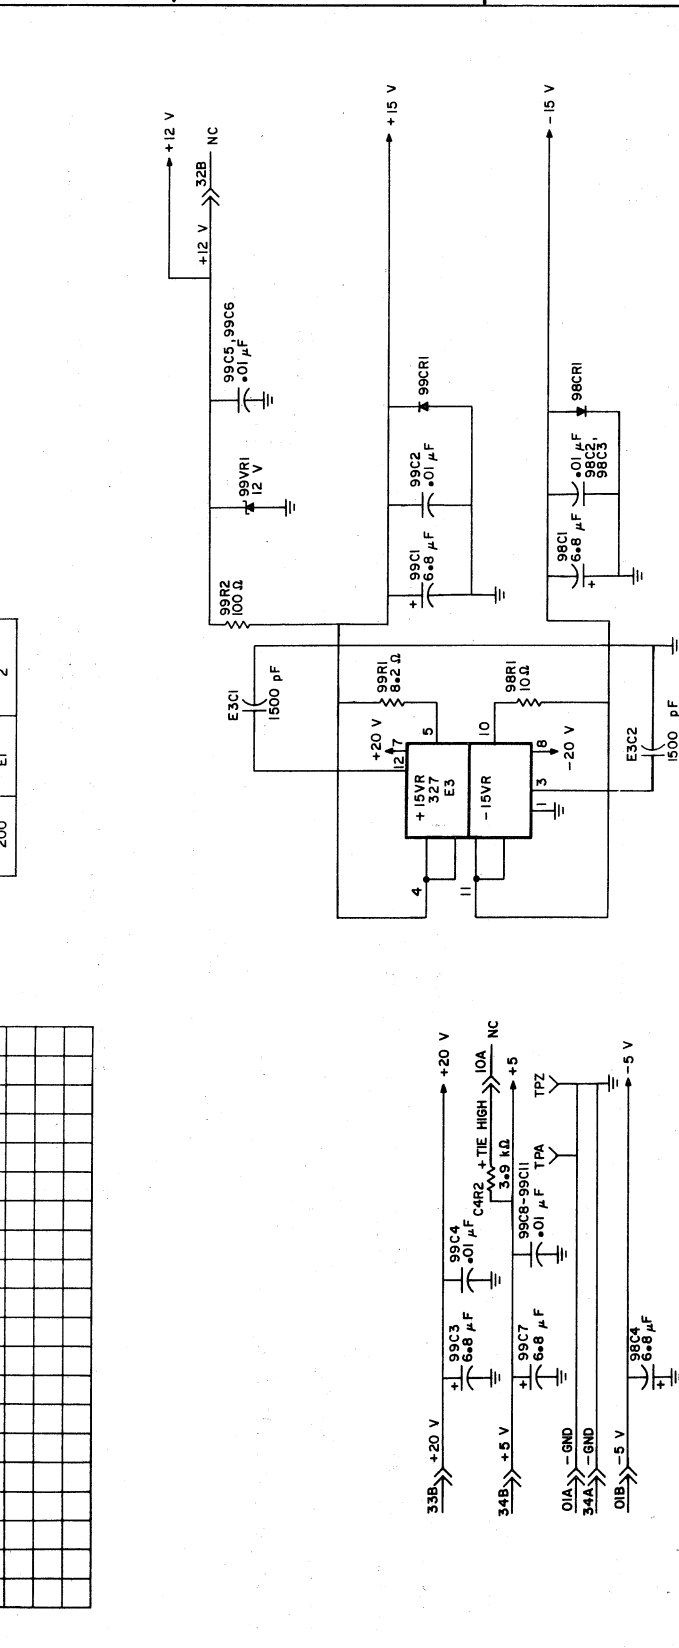 2
E1
200
+12 V
32B
NC
+12 V
99C5, 99C6
.01 µF
99VR1
12 V
99R2
100 Ω
+15 V
99CR1
99C2
.01 µF
99C1
6.8 µF
+
-15 V
98CR1
.01 µF
98C2,
98C3
98C1
6.8 µF
+
E3C1
1500 pF
99R1
8.2 Ω
98R1
10 Ω
+20 V
7
12
5
10
+15VR
327
E3
-15VR
8
-20 V
3
1
4
11
E3C2
1500 pF
33B
+20 V
99C3
6.8 µF
+
99C4
.01 µF
+20 V
C4R2
+ TIE HIGH
10A
NC
3.9 kΩ
34B
+5 V
99C7
6.8 µF
+
99C8-99C11
.01 µF
+5
01A
-GND
34A
-GND
TPA
TPZ
01B
-5 V
98C4
6.8 µF
+
-5 V